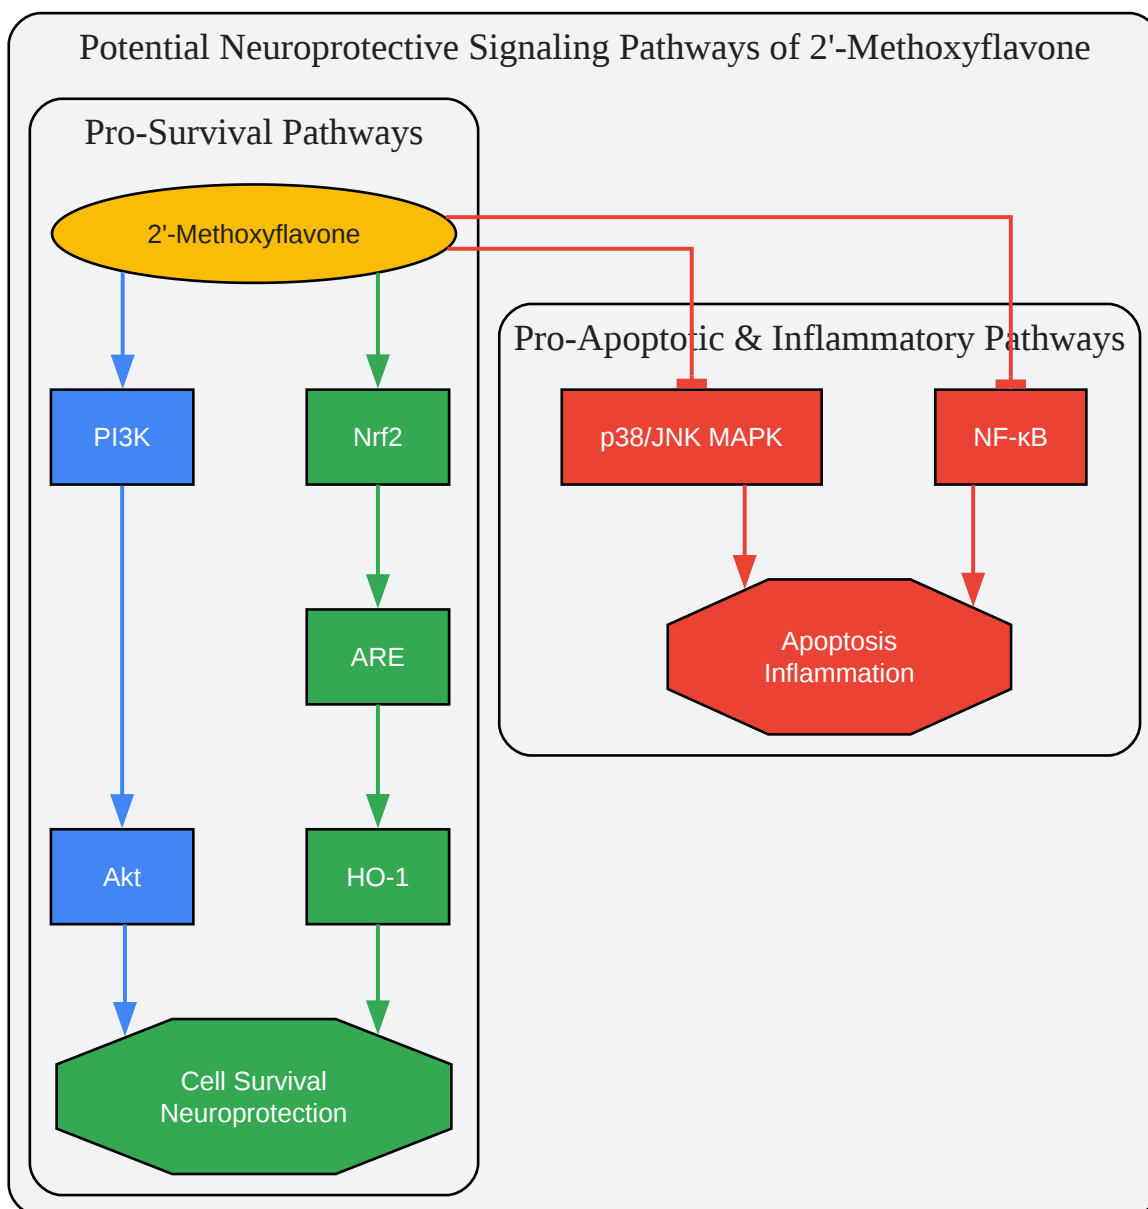 Potential Neuroprotective Signaling Pathways of 2'-Methoxyflavone
Pro-Survival Pathways
2'-Methoxyflavone
Pro-Apoptotic & Inflammatory Pathways
PI3K
Nrf2
p38/JNK MAPK
NF-κB
ARE
Apoptosis
Inflammation
Akt
HO-1
Cell Survival
Neuroprotection